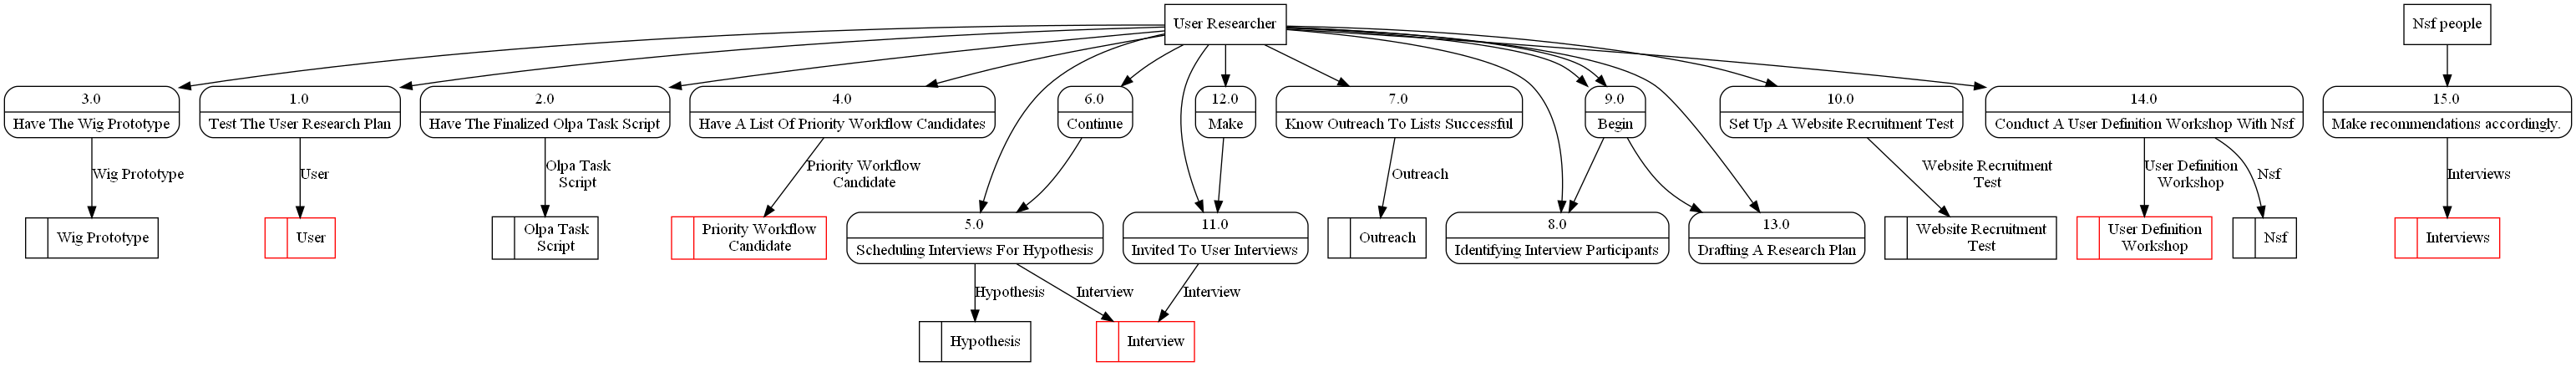 User Researcher
Nsf people
3.0
Have The Wig Prototype
1.0
Test The User Research Plan
2.0
Have The Finalized Olpa Task Script
4.0
Have A List Of Priority Workflow Candidates
6.0
Continue
12.0
Make
7.0
Know Outreach To Lists Successful
9.0
Begin
10.0
Set Up A Website Recruitment Test
14.0
Conduct A User Definition Workshop With Nsf
15.0
Make recommendations accordingly.
Wig Prototype
User
Olpa Task
Script
Priority Workflow
Candidate
Outreach
Website Recruitment
Test
User Definition
Workshop
Nsf
Interviews
Wig Prototype
User
Olpa Task
Script
Priority Workflow
Candidate
5.0
Scheduling Interviews For Hypothesis
11.0
Invited To User Interviews
Outreach
8.0
Identifying Interview Participants
13.0
Drafting A Research Plan
Website Recruitment
Test
User Definition
Workshop
Nsf
Interviews
Hypothesis
Interview
Interview
Hypothesis
Interview